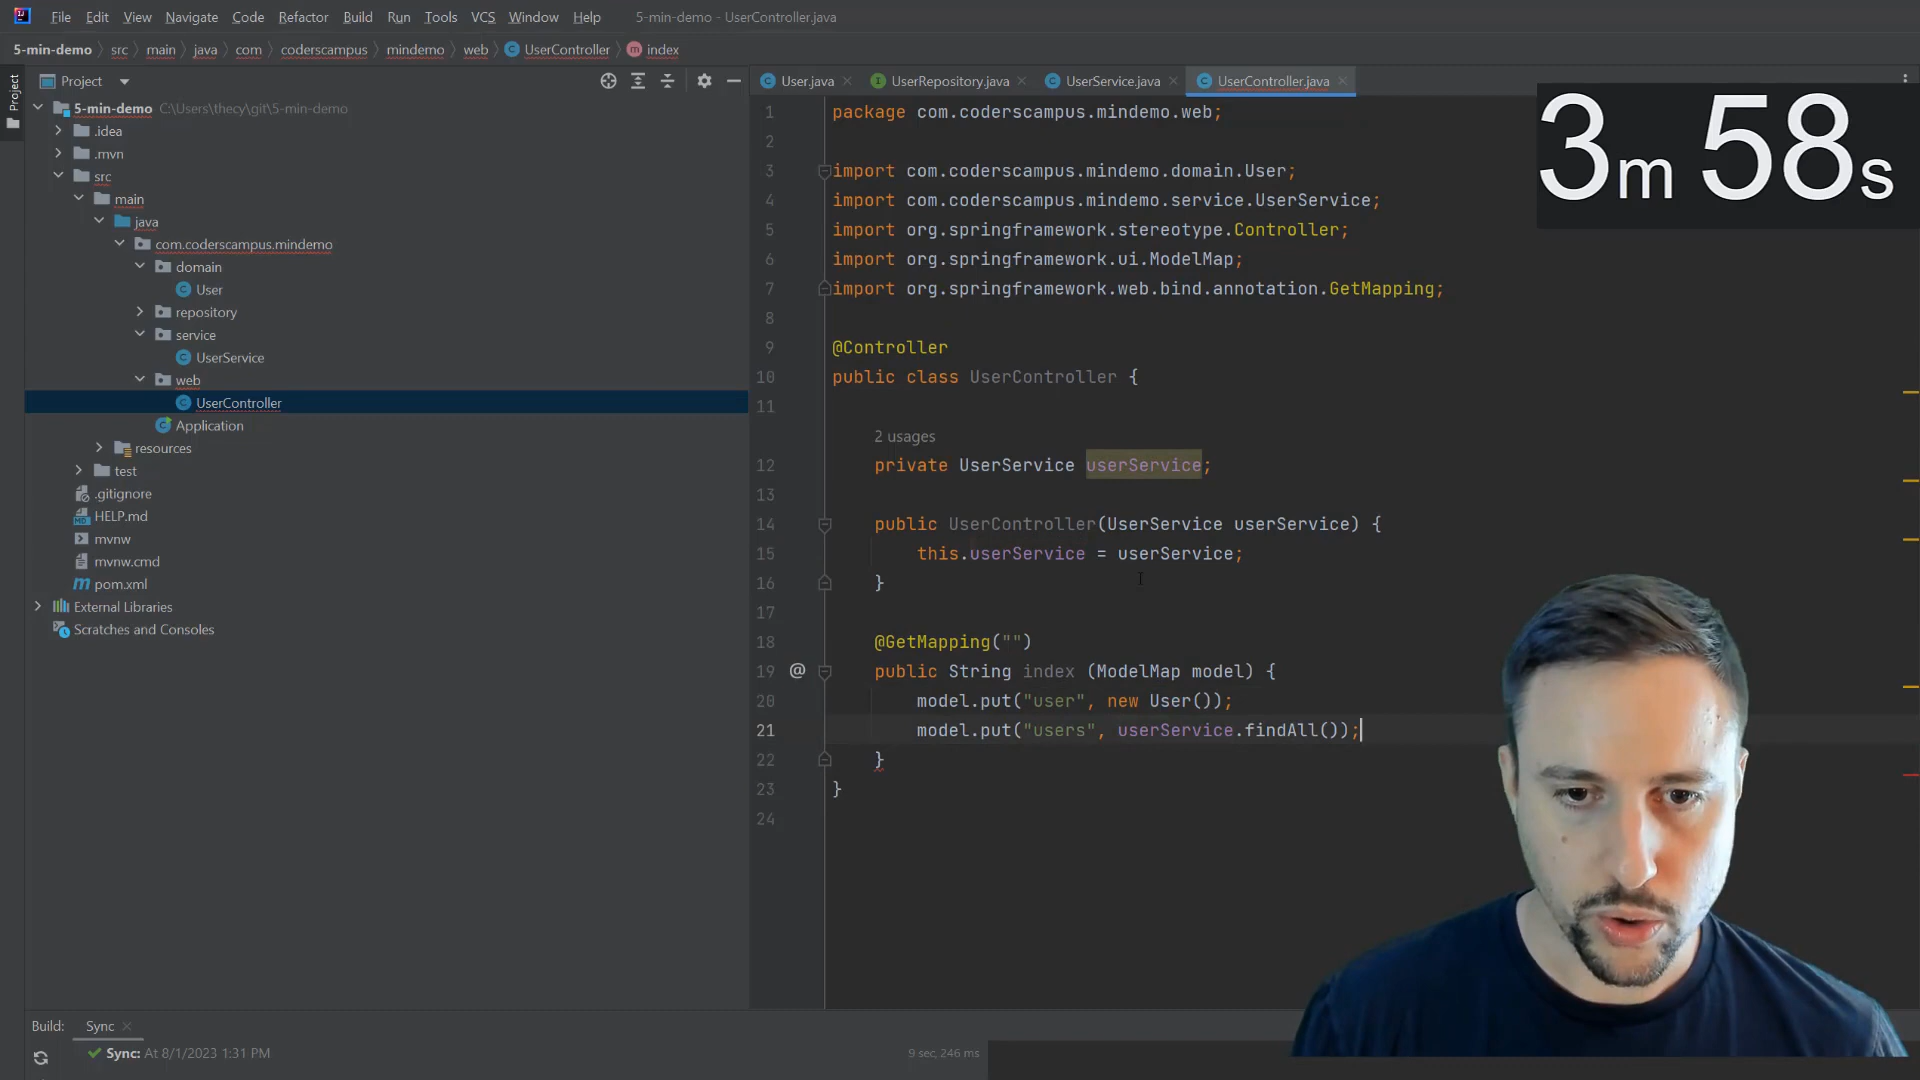 File Edit View Navigate Code Refactor Build Run Tools VCS Window Help 5-min-demo - UserController.java
5-min-demo src main java com coderscampus mindemo web UserController index
Project
Project
5-min-demo C:\Users\thecy\git\5-min-demo
.idea
.mvn
src
main
java
com.coderscampus.mindemo
domain
User
repository
service
UserService
web
UserController
Application
resources
test
.gitignore
HELP.md
mvnw
mvnw.cmd
pom.xml
External Libraries
Scratches and Consoles
User.java UserRepository.java UserService.java UserController.java
3m 58s
1 package com.coderscampus.mindemo.web;
2
3 import com.coderscampus.mindemo.domain.User;
4 import com.coderscampus.mindemo.service.UserService;
5 import org.springframework.stereotype.Controller;
6 import org.springframework.ui.ModelMap;
7 import org.springframework.web.bind.annotation.GetMapping;
8
9 @Controller
10 public class UserController {
11
2 usages
12 private UserService userService;
13
14 public UserController(UserService userService) {
15 this.userService = userService;
16 }
17
18 @GetMapping("")
19 public String index (ModelMap model) {
20 model.put("user", new User());
21 model.put("users", userService.findAll());
22 }
23 }
24
Build: Sync
Sync: At 8/1/2023 1:31 PM 9 sec, 246 ms